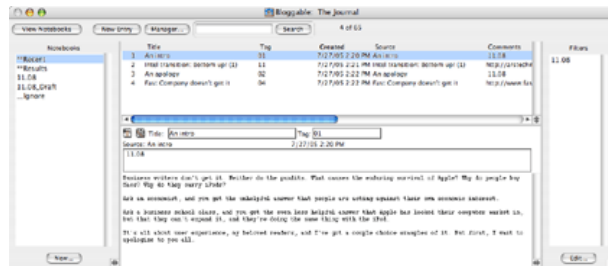 Bloggable: The Journal
View Notebooks New Entry Manager... Search 4 of 65
Notebooks Title Tag Created Source Comments Filters
**Recent 1 An intro 01 7/27/05 2:20 PM An intro 11.08 11.08
**Results 2 Intel transition: bottom up? (1) 11 7/27/05 2:21 PM Intel transition: bottom up? (1)
11.08 3 An apology 02 7/27/05 2:22 PM An apology 11.08
11.08_Draft 4 Fast Company doesn't get it 04 7/27/05 2:22 PM Fast Company doesn't get it
_Ignore
Title: An intro Tag: 01
Source: An intro 7/27/05 2:20 PM
11.08
Business writers don't get it. Neither do the pundits. What causes the enduring survival of Apple? Why do people buy
Macs? Why do they carry iPods?
Ask an economist, and you get the unhelpful answer that people are acting against their own economic interest.
Ask a business school class, and you get the even less helpful answer that Apple has locked their computer market in,
but that they can't expand it, and they're doing the same thing with the iPod.
It's all about user experience, my beloved readers, and I've got a couple choice examples of it. But first, I want to
apologize to you all.
New... Edit...